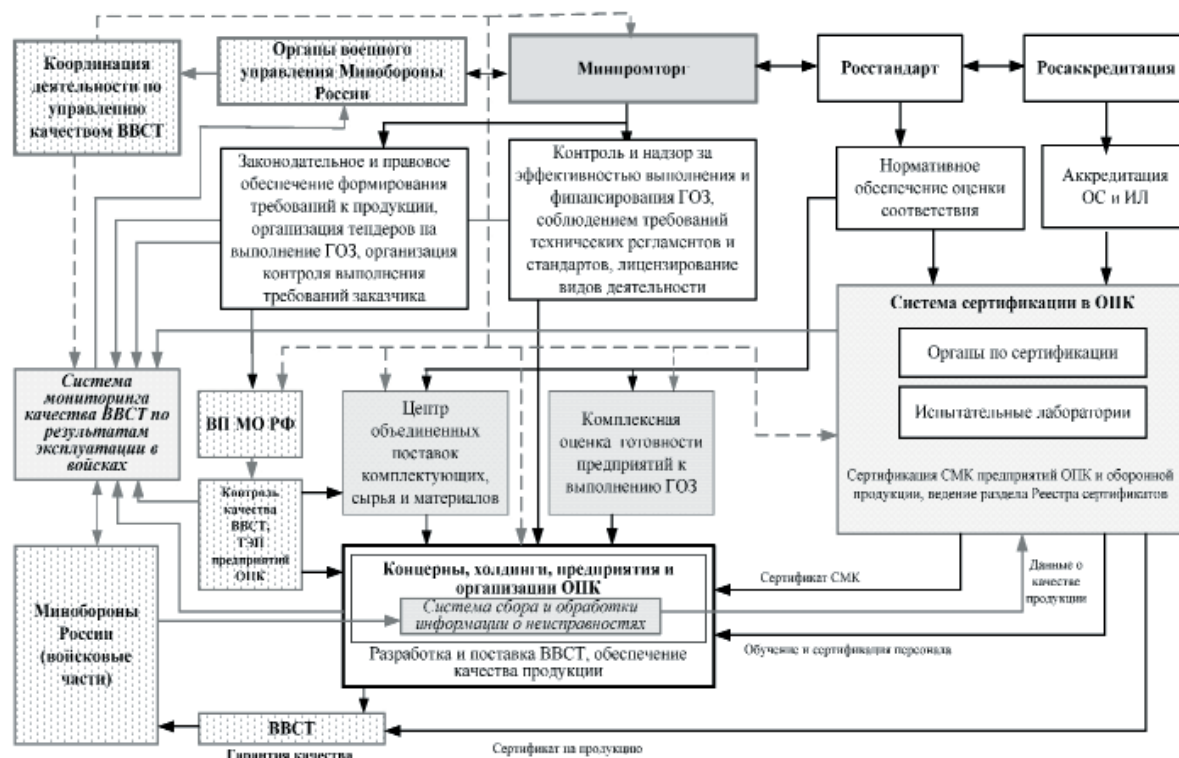 Координация
деятельности по
управлению
качеством ВВСТ
Органы военного
управления Минобороны
России
Минпромторг
Росстандарт
Росаккредитация
Законодательное и правовое
обеспечение формирования
требований к продукции,
организация тендеров на
выполнение ГОЗ, организация
контроля выполнения
требований заказчика
Контроль и надзор за
эффективностью выполнения и
финансирования ГОЗ,
соблюдением требований
технических регламентов и
стандартов, лицензирование
видов деятельности
Нормативное
обеспечение оценки
соответствия
Аккредитация
ОС и ИЛ
Система сертификации в ОПК
Органы по сертификации
Испытательные лаборатории
Сертификация СМК предприятий ОПК и оборонной
продукции, ведение раздела Реестра сертификатов
Система
мониторинга
качества ВВСТ по
результатам
эксплуатации в
войсках
ВП МО РФ
Центр
объединенных
поставок
комплектующих,
сырья и материалов
Комплексная
оценка готовности
предприятий к
выполнению ГОЗ
Контроль
качества
ВВСТ,
ТЭП
предприятий
ОПК
Концерны, холдинги, предприятия и
организации ОПК
Система сбора и обработки
информации о неисправностях
Разработка и поставка ВВСТ, обеспечение
качества продукции
Сертификат СМК
Данные о
качестве
продукции
Обучение и сертификация персонала
Минобороны
России
(войсковые
части)
ВВСТ
Гарантия качества
Сертификат на продукцию